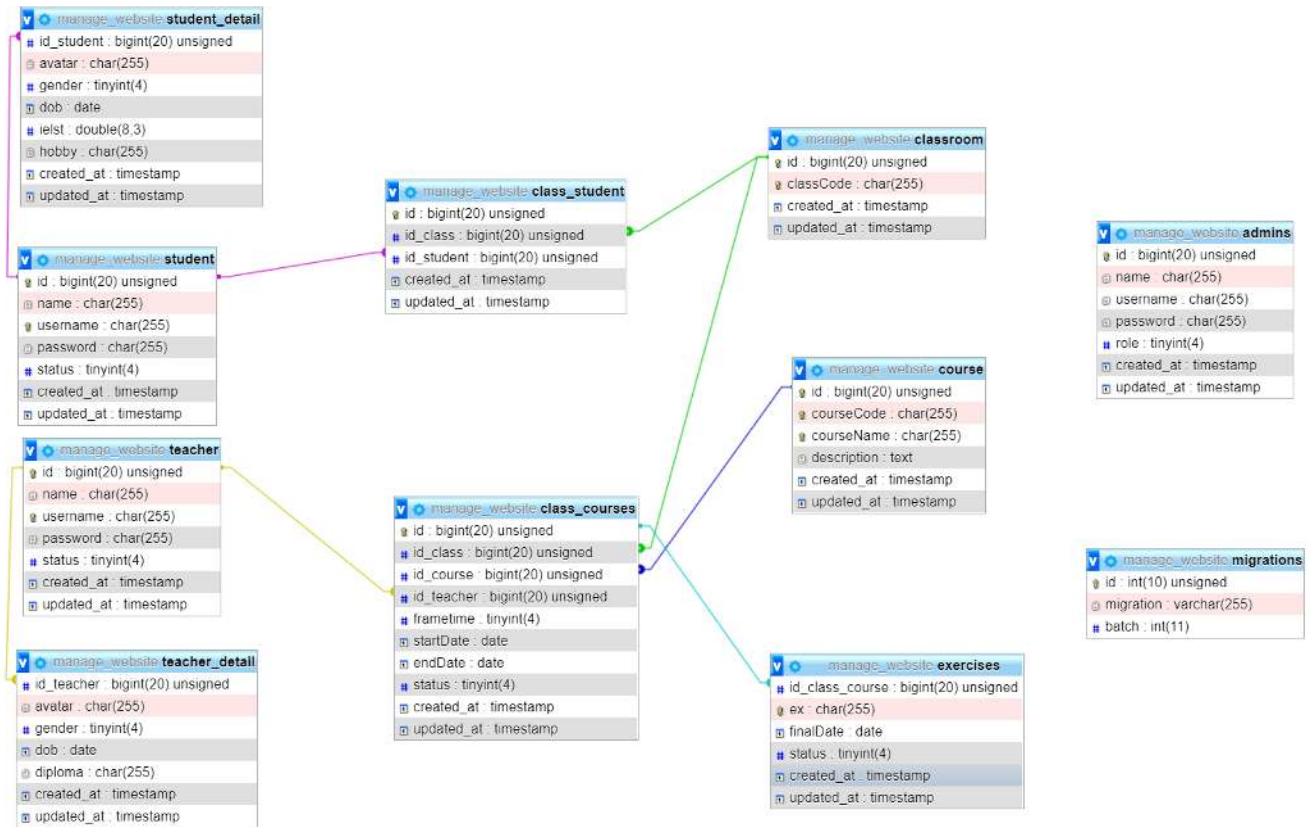 manage_website student_detail
id_student : bigint(20) unsigned
avatar : char(255)
gender : tinyint(4)
dob : date
ielst : double(8,3)
hobby : char(255)
created_at : timestamp
updated_at : timestamp
manage_website student
id : bigint(20) unsigned
name : char(255)
username : char(255)
password : char(255)
status : tinyint(4)
created_at : timestamp
updated_at : timestamp
manage_website teacher
id : bigint(20) unsigned
name : char(255)
username : char(255)
password : char(255)
status : tinyint(4)
created_at : timestamp
updated_at : timestamp
manage_website teacher_detail
id_teacher : bigint(20) unsigned
avatar : char(255)
gender : tinyint(4)
dob : date
diploma : char(255)
created_at : timestamp
updated_at : timestamp
manage_website class_student
id : bigint(20) unsigned
id_class : bigint(20) unsigned
id_student : bigint(20) unsigned
created_at : timestamp
updated_at : timestamp
manage_website class_courses
id : bigint(20) unsigned
id_class : bigint(20) unsigned
id_course : bigint(20) unsigned
id_teacher : bigint(20) unsigned
frametime : tinyint(4)
startDate : date
endDate : date
status : tinyint(4)
created_at : timestamp
updated_at : timestamp
manage_website classroom
id : bigint(20) unsigned
classCode : char(255)
created_at : timestamp
updated_at : timestamp
manage_website course
id : bigint(20) unsigned
courseCode : char(255)
courseName : char(255)
description : text
created_at : timestamp
updated_at : timestamp
manage_website exercises
id_class_course : bigint(20) unsigned
ex : char(255)
finalDate : date
status : tinyint(4)
created_at : timestamp
updated_at : timestamp
manage_website admins
id : bigint(20) unsigned
name : char(255)
username : char(255)
password : char(255)
role : tinyint(4)
created_at : timestamp
updated_at : timestamp
manage_website migrations
id : int(10) unsigned
migration : varchar(255)
batch : int(11)